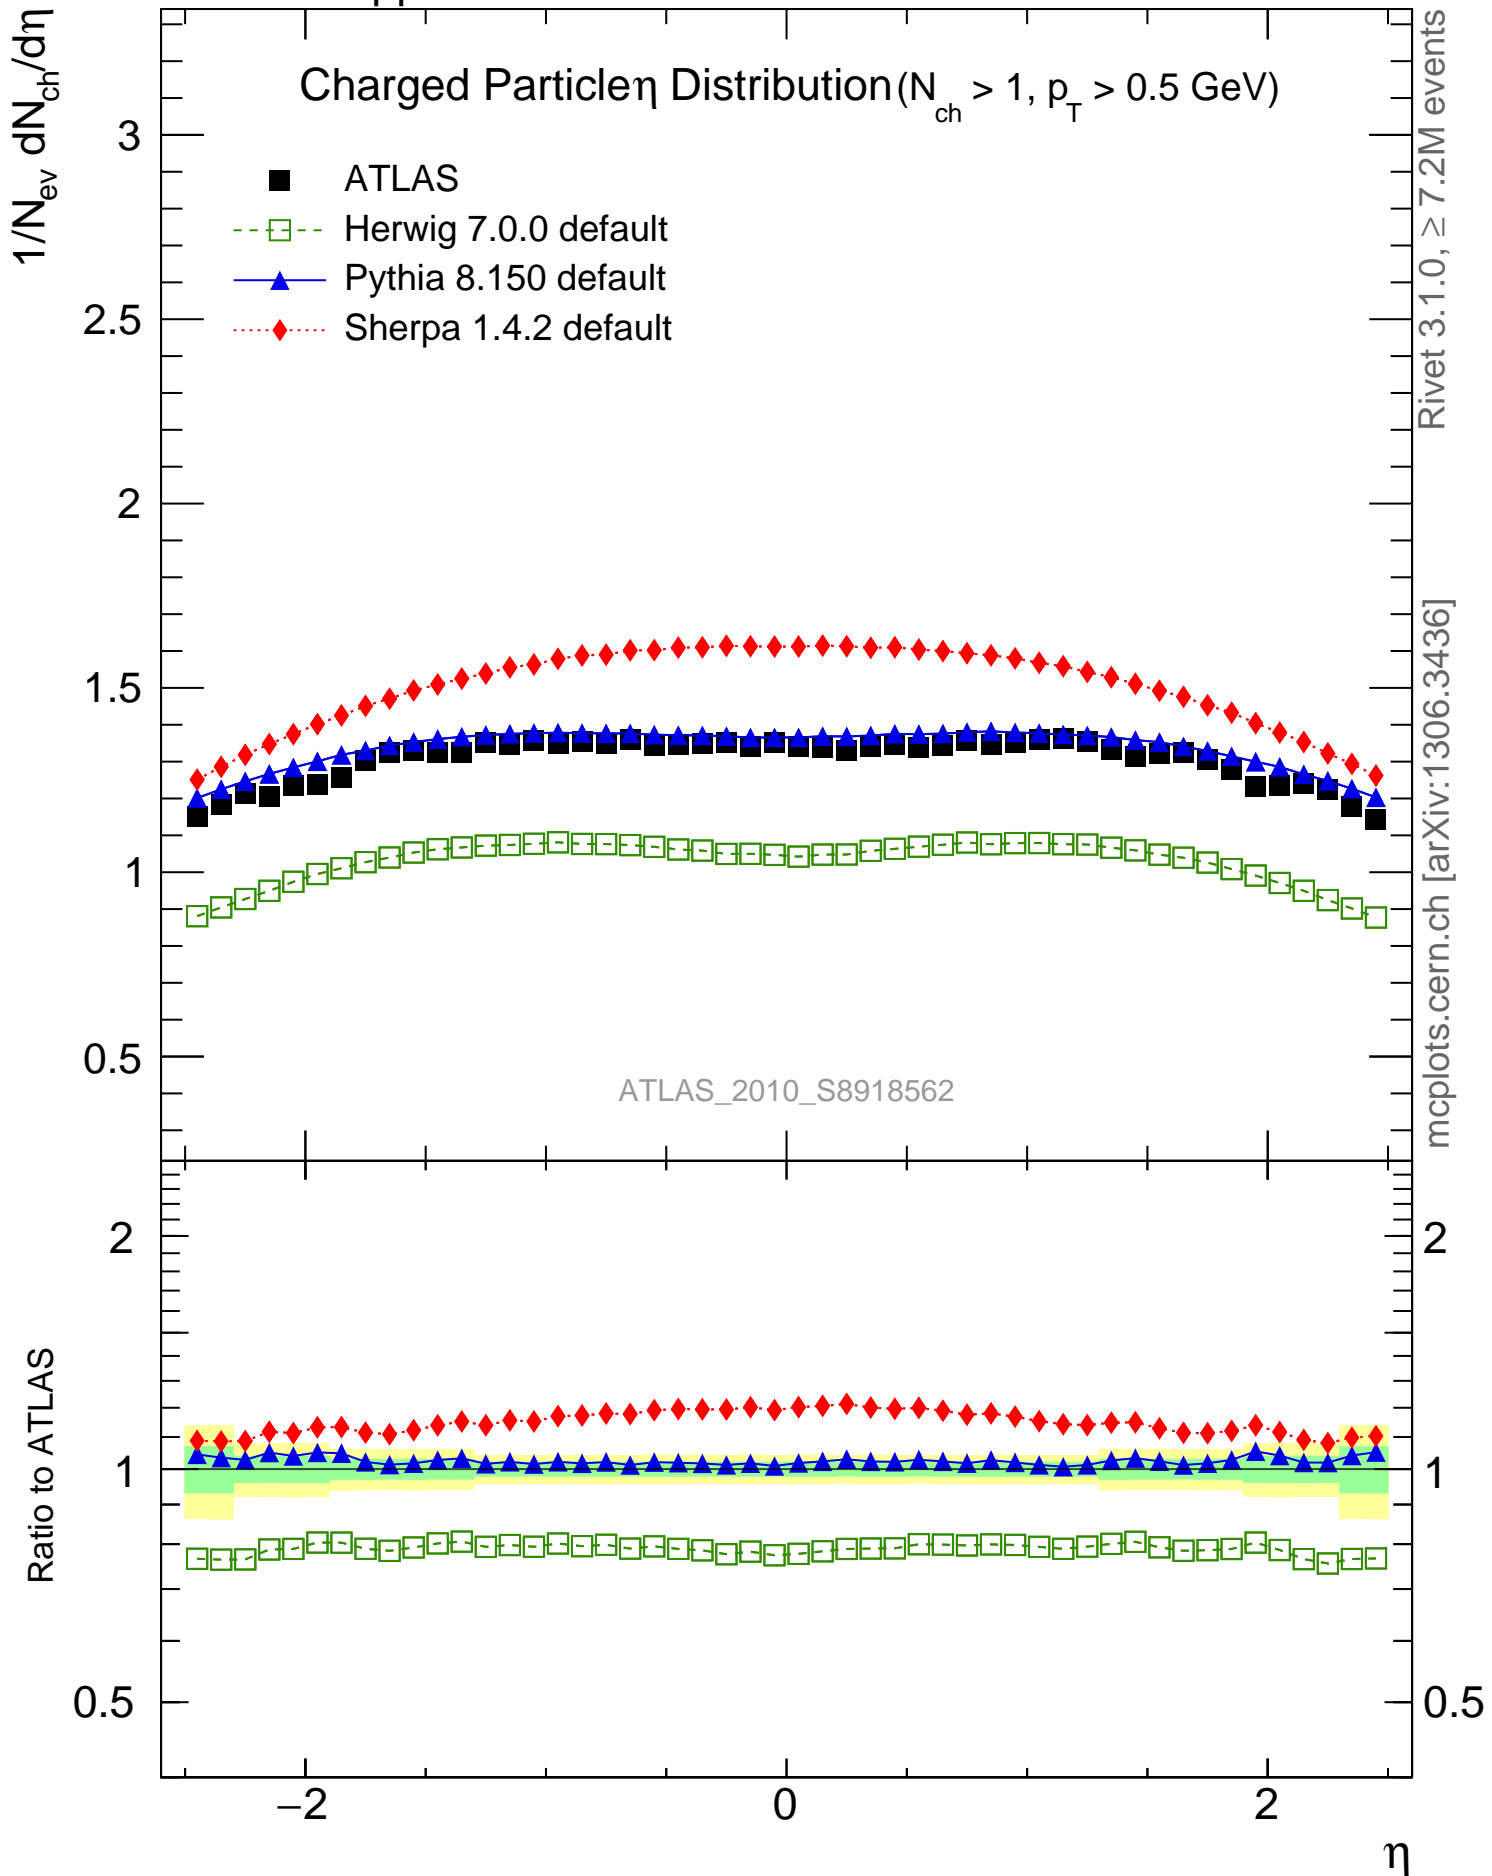 1/N_ev dN_ch/dη
Charged Particle η Distribution (N_ch > 1, p_T > 0.5 GeV)
ATLAS
Herwig 7.0.0 default
Pythia 8.150 default
Sherpa 1.4.2 default
3
2.5
2
1.5
1
0.5
ATLAS_2010_S8918562
Rivet 3.1.0, ≥ 7.2M events
mcplots.cern.ch [arXiv:1306.3436]
Ratio to ATLAS
2
2
1
1
0.5
0.5
−2
0
2
η